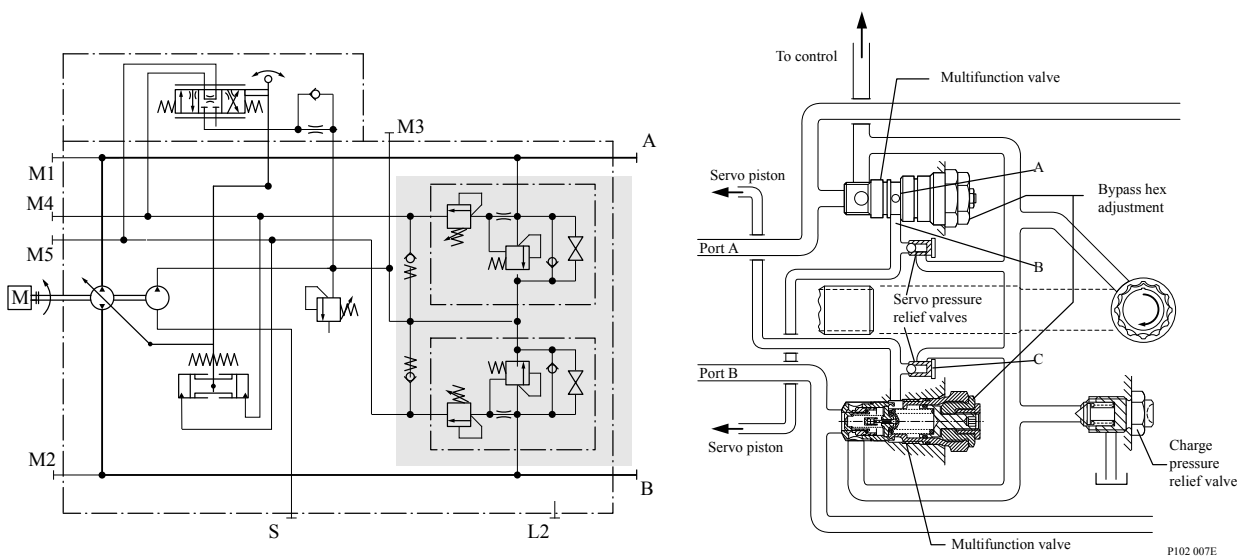 M3
A
M1
M4
M5
M
M2
B
S
L2
To control
Multifunction valve
A
Servo piston
Bypass hex
adjustment
Port A
B
Servo pressure
relief valves
Port B
C
Servo piston
Charge
pressure
relief valve
Multifunction valve
P102 007E